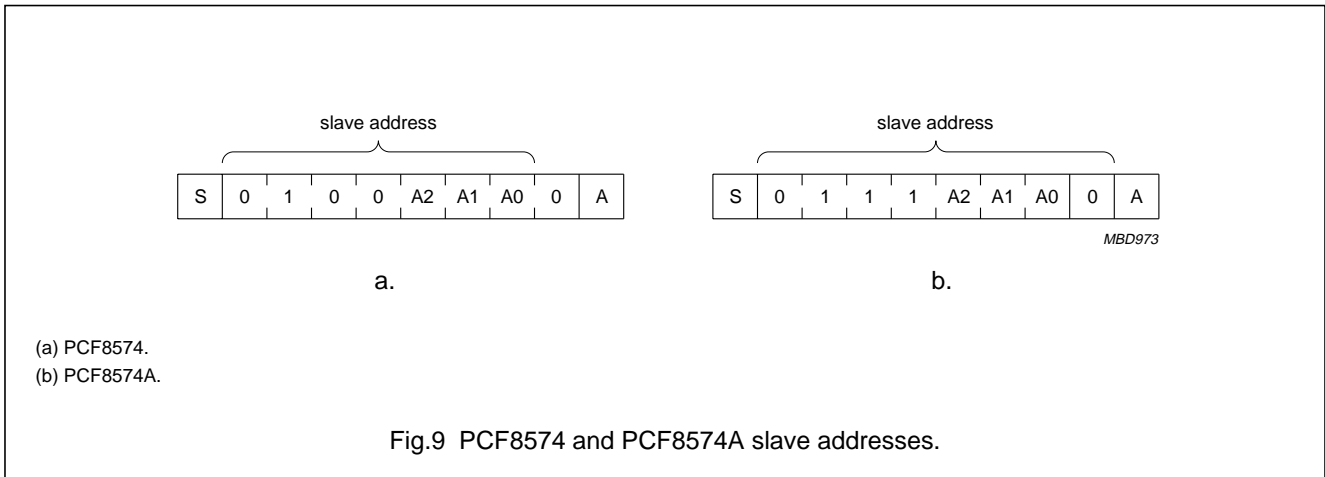 slave address
slave address
S 0 1 0 0 A2 A1 A0 0 A
S 0 1 1 1 A2 A1 A0 0 A
MBD973
a.
b.
(a) PCF8574.
(b) PCF8574A.
Fig.9 PCF8574 and PCF8574A slave addresses.